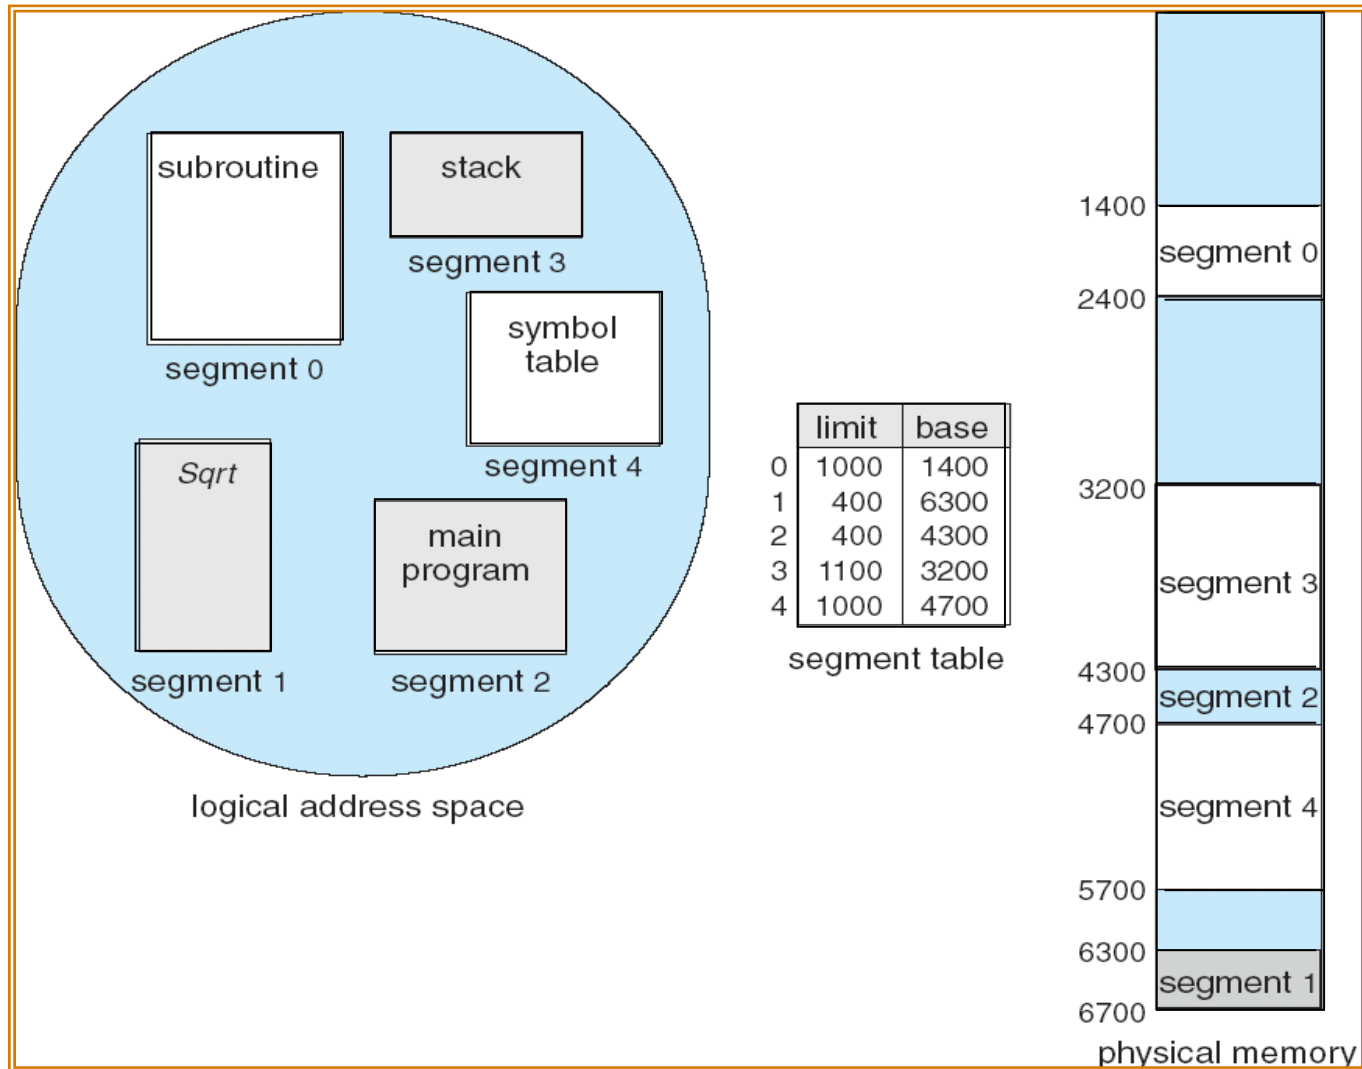 subroutine
segment 0
stack
segment 3
symbol
table
segment 4
Sqrt
segment 1
main
program
segment 2
logical address space
limit base
0 1000 1400
1 400 6300
2 400 4300
3 1100 3200
4 1000 4700
segment table
1400
segment 0
2400
3200
segment 3
4300
segment 2
4700
segment 4
5700
6300
segment 1
6700
physical memory